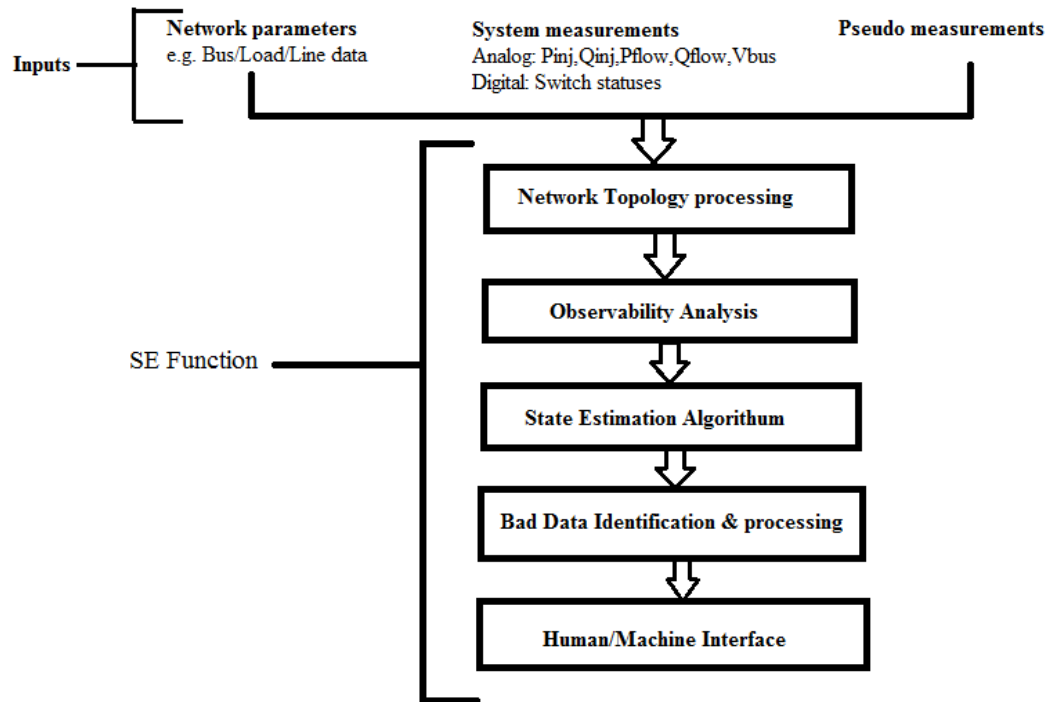 Network parameters
e.g. Bus/Load/Line data
System measurements
Analog: Pinj,Qinj,Pflow,Qflow,Vbus
Digital: Switch statuses
Pseudo measurements
Inputs
Network Topology processing
Observability Analysis
SE Function
State Estimation Algorithum
Bad Data Identification & processing
Human/Machine Interface